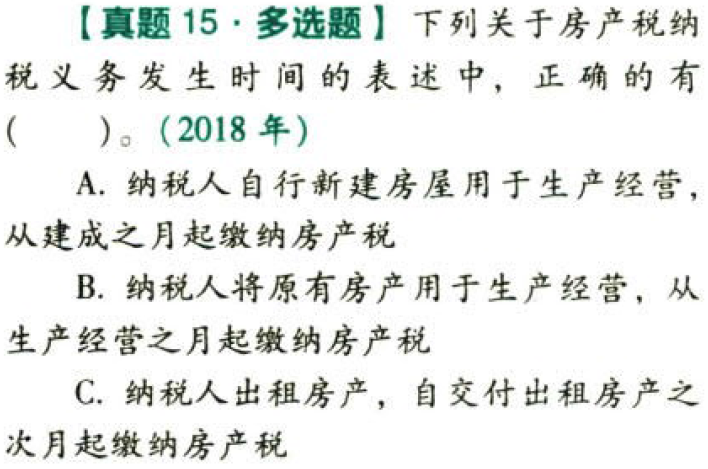 【真题 15·多选题】下列关于房产税纳
税义务发生时间的表述中，正确的有
(　　)。(2018 年)
A. 纳税人自行新建房屋用于生产经营，
从建成之月起缴纳房产税
B. 纳税人将原有房产用于生产经营，从
生产经营之月起缴纳房产税
C. 纳税人出租房产，自交付出租房产之
次月起缴纳房产税